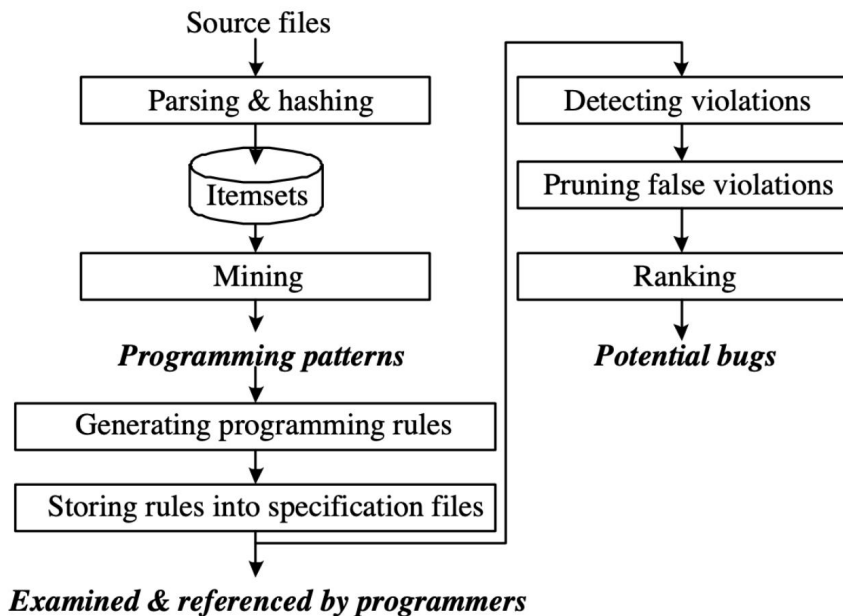 Source files
Parsing & hashing
Itemsets
Mining
Programming patterns
Generating programming rules
Storing rules into specification files
Examined & referenced by programmers
Detecting violations
Pruning false violations
Ranking
Potential bugs